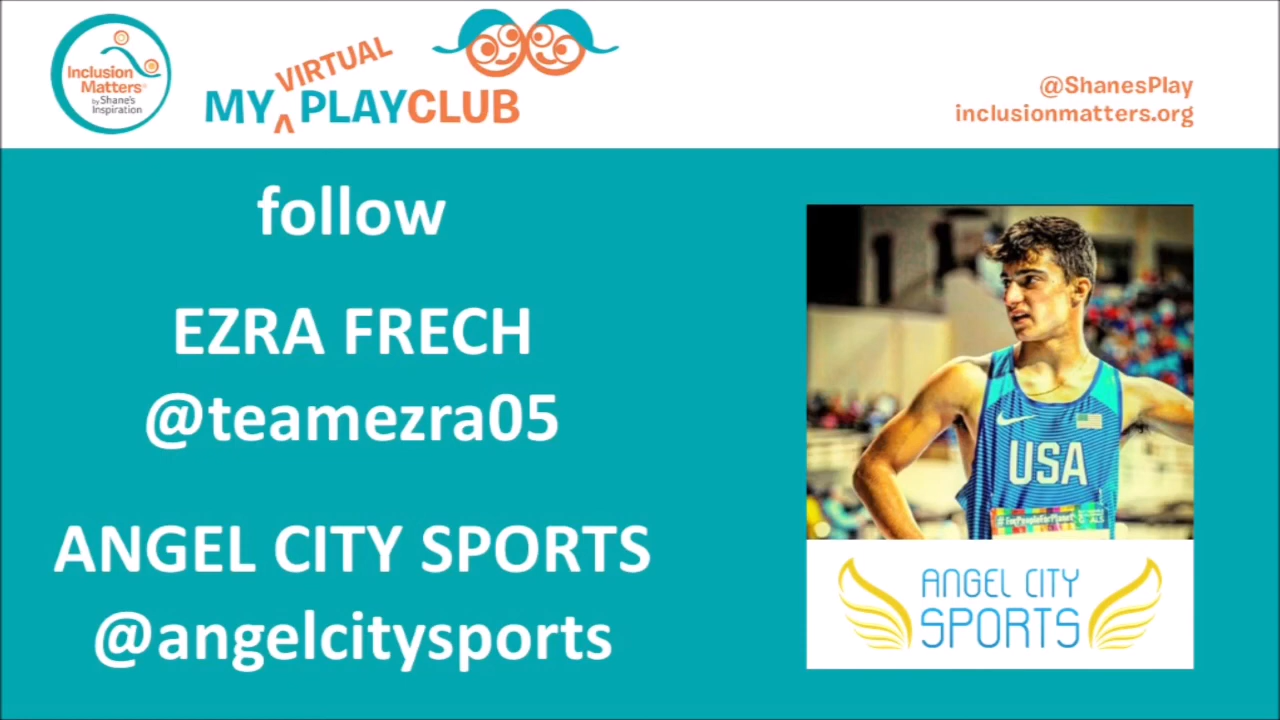 Inclusion
Matters®
by Shane's
Inspiration
VIRTUAL
MY PLAYCLUB
@ShanesPlay
inclusionmatters.org
follow
EZRA FRECH
@teamezra05
ANGEL CITY SPORTS
@angelcitysports
USA
#ForPeopleForPlanet
ANGEL CITY
SPORTS